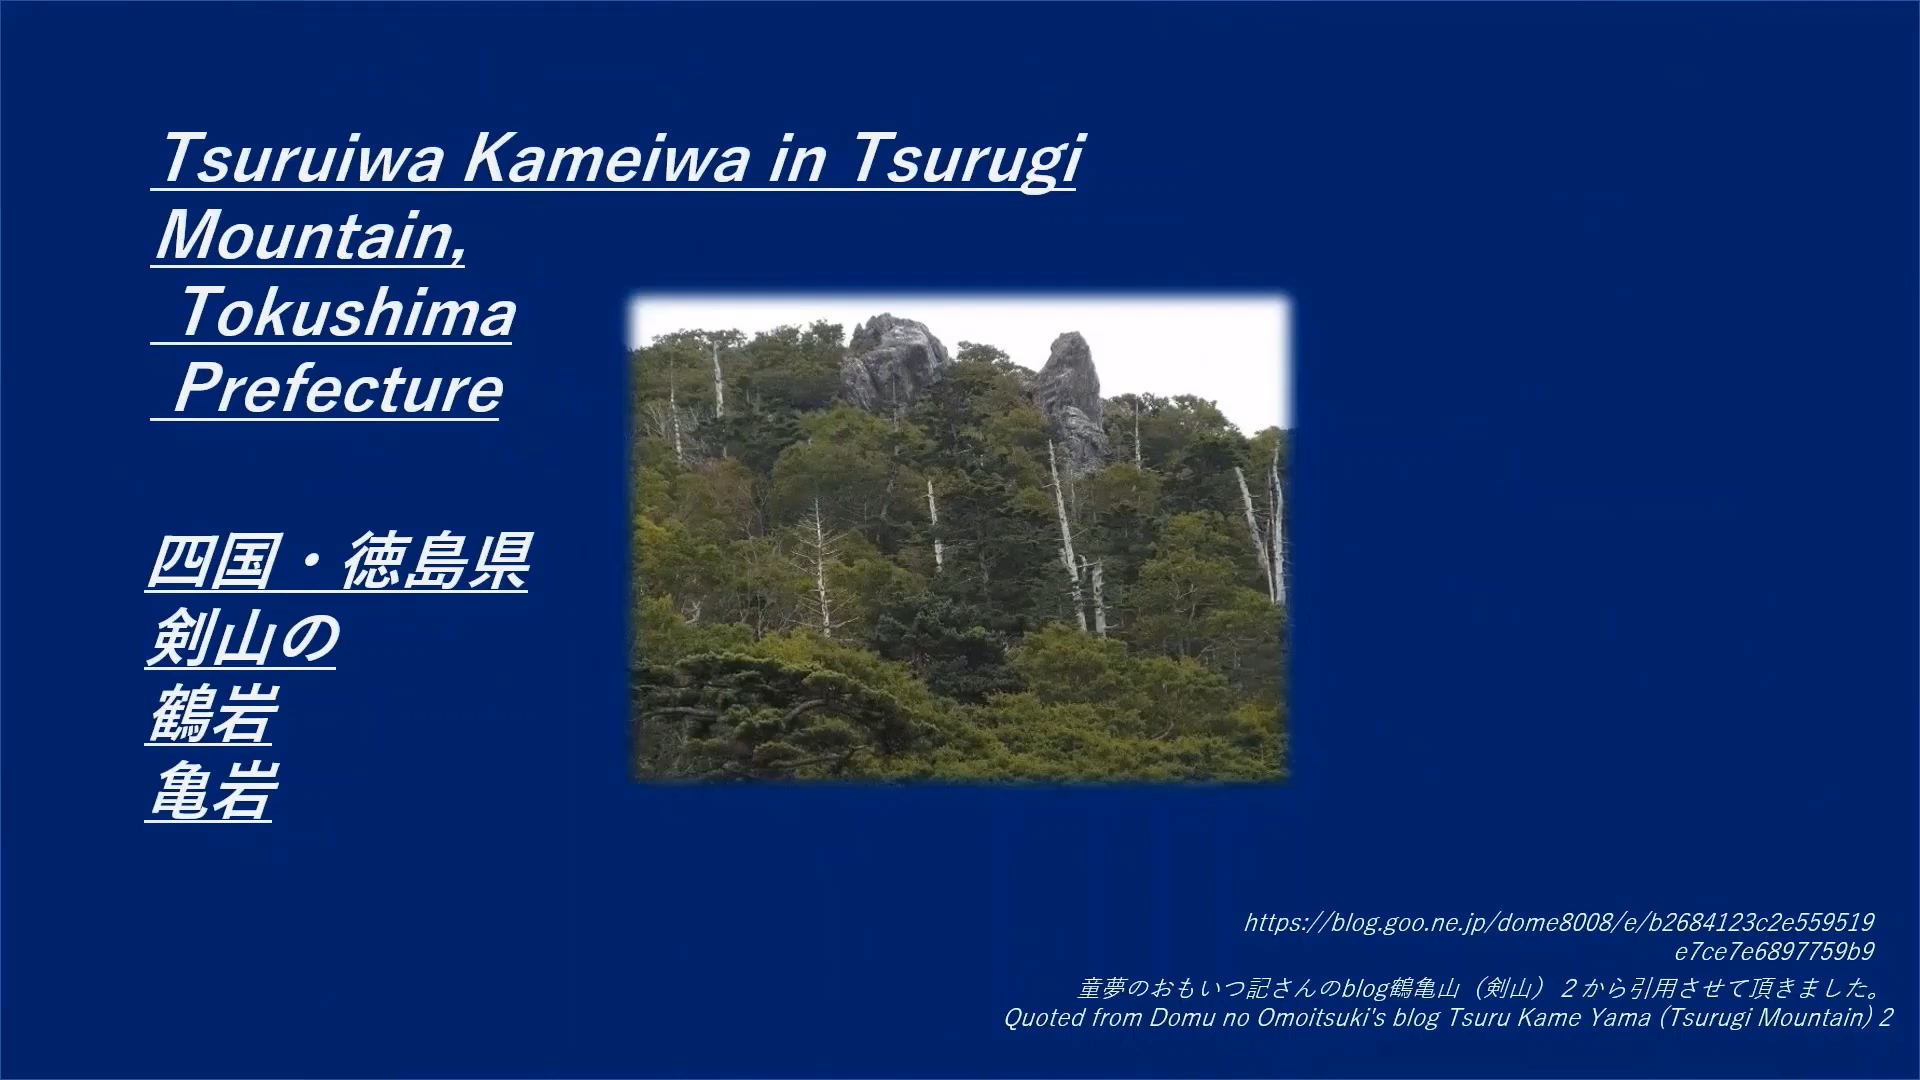 Tsuruiwa Kameiwa in Tsurugi
Mountain,
Tokushima
Prefecture
四国・徳島県
剣山の
鶴岩
亀岩
https://blog.goo.ne.jp/dome8008/e/b2684123c2e559519
e7ce7e6897759b9
童夢のおもいつ記さんのblog鶴亀山（剣山）２から引用させて頂きました。
Quoted from Domu no Omoitsuki's blog Tsuru Kame Yama (Tsurugi Mountain) 2